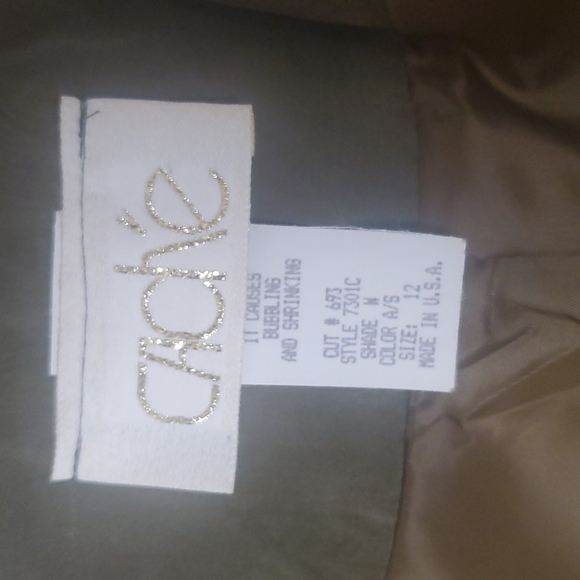 caché
IT CAUSES
BUBBLING
AND SHRINKING
CUT # 693
STYLE 7301C
SHADE W
COLOR A/S
SIZE: 12
MADE IN U.S.A.